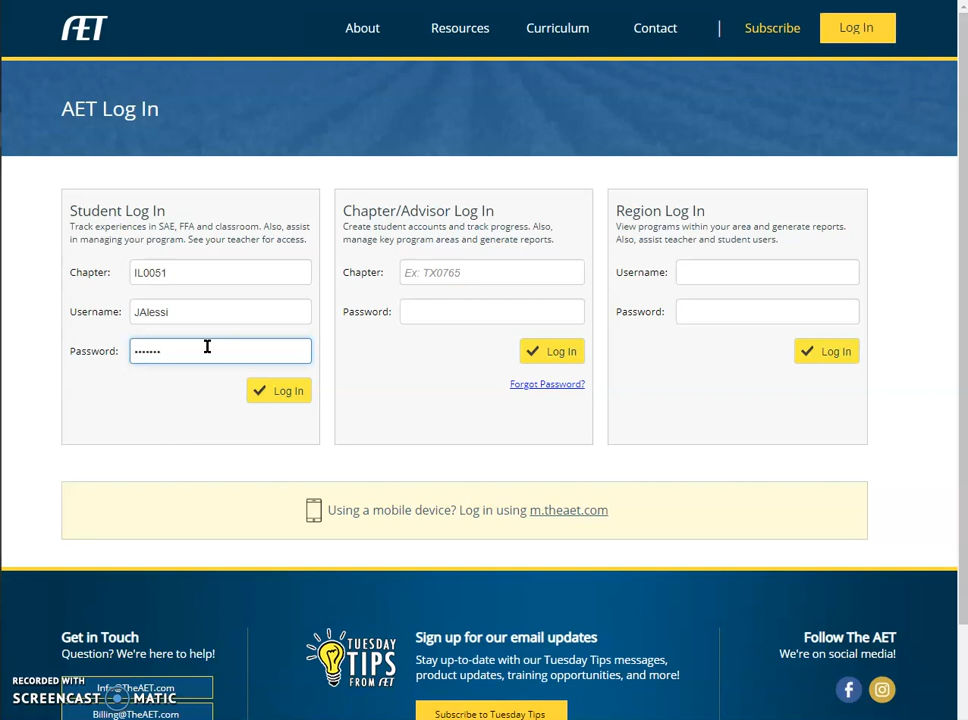 AET
About
Resources
Curriculum
Contact
Subscribe
Log In
AET Log In
Student Log In
Track experiences in SAE, FFA and classroom. Also, assist
in managing your program. See your teacher for access.
Chapter: IL0051
Username: JAlessi
Password: •••••••
Log In
Chapter/Advisor Log In
Create student accounts and track progress. Also,
manage key program areas and generate reports.
Chapter: Ex: TX0765
Password:
Log In
Forgot Password?
Region Log In
View programs within your area and generate reports.
Also, assist teacher and student users.
Username:
Password:
Log In
Using a mobile device? Log in using m.theaet.com
Get in Touch
Question? We're here to help!
Info@TheAET.com
Billing@TheAET.com
TUESDAY
TIPS
FROM AET
Sign up for our email updates
Stay up-to-date with our Tuesday Tips messages,
product updates, training opportunities, and more!
Subscribe to Tuesday Tips
Follow The AET
We're on social media!
RECORDED WITH
SCREENCAST MATIC